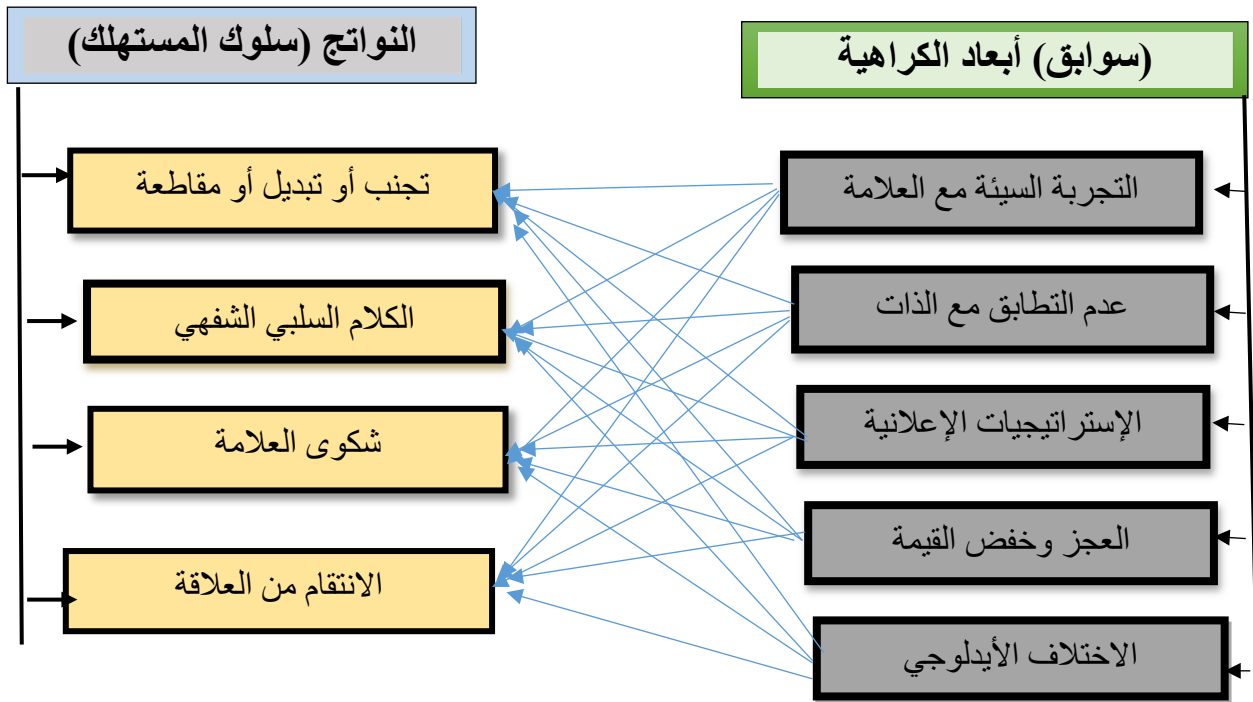 (سوابق) أبعاد الكراهية
التجربة السيئة مع العلامة
عدم التطابق مع الذات
الإستراتيجيات الإعلانية
العجز وخفض القيمة
الاختلاف الأيدلوجي
النواتج (سلوك المستهلك)
تجنب أو تبديل أو مقاطعة
الكلام السلبي الشفهي
شكوى العلامة
الانتقام من العلاقة